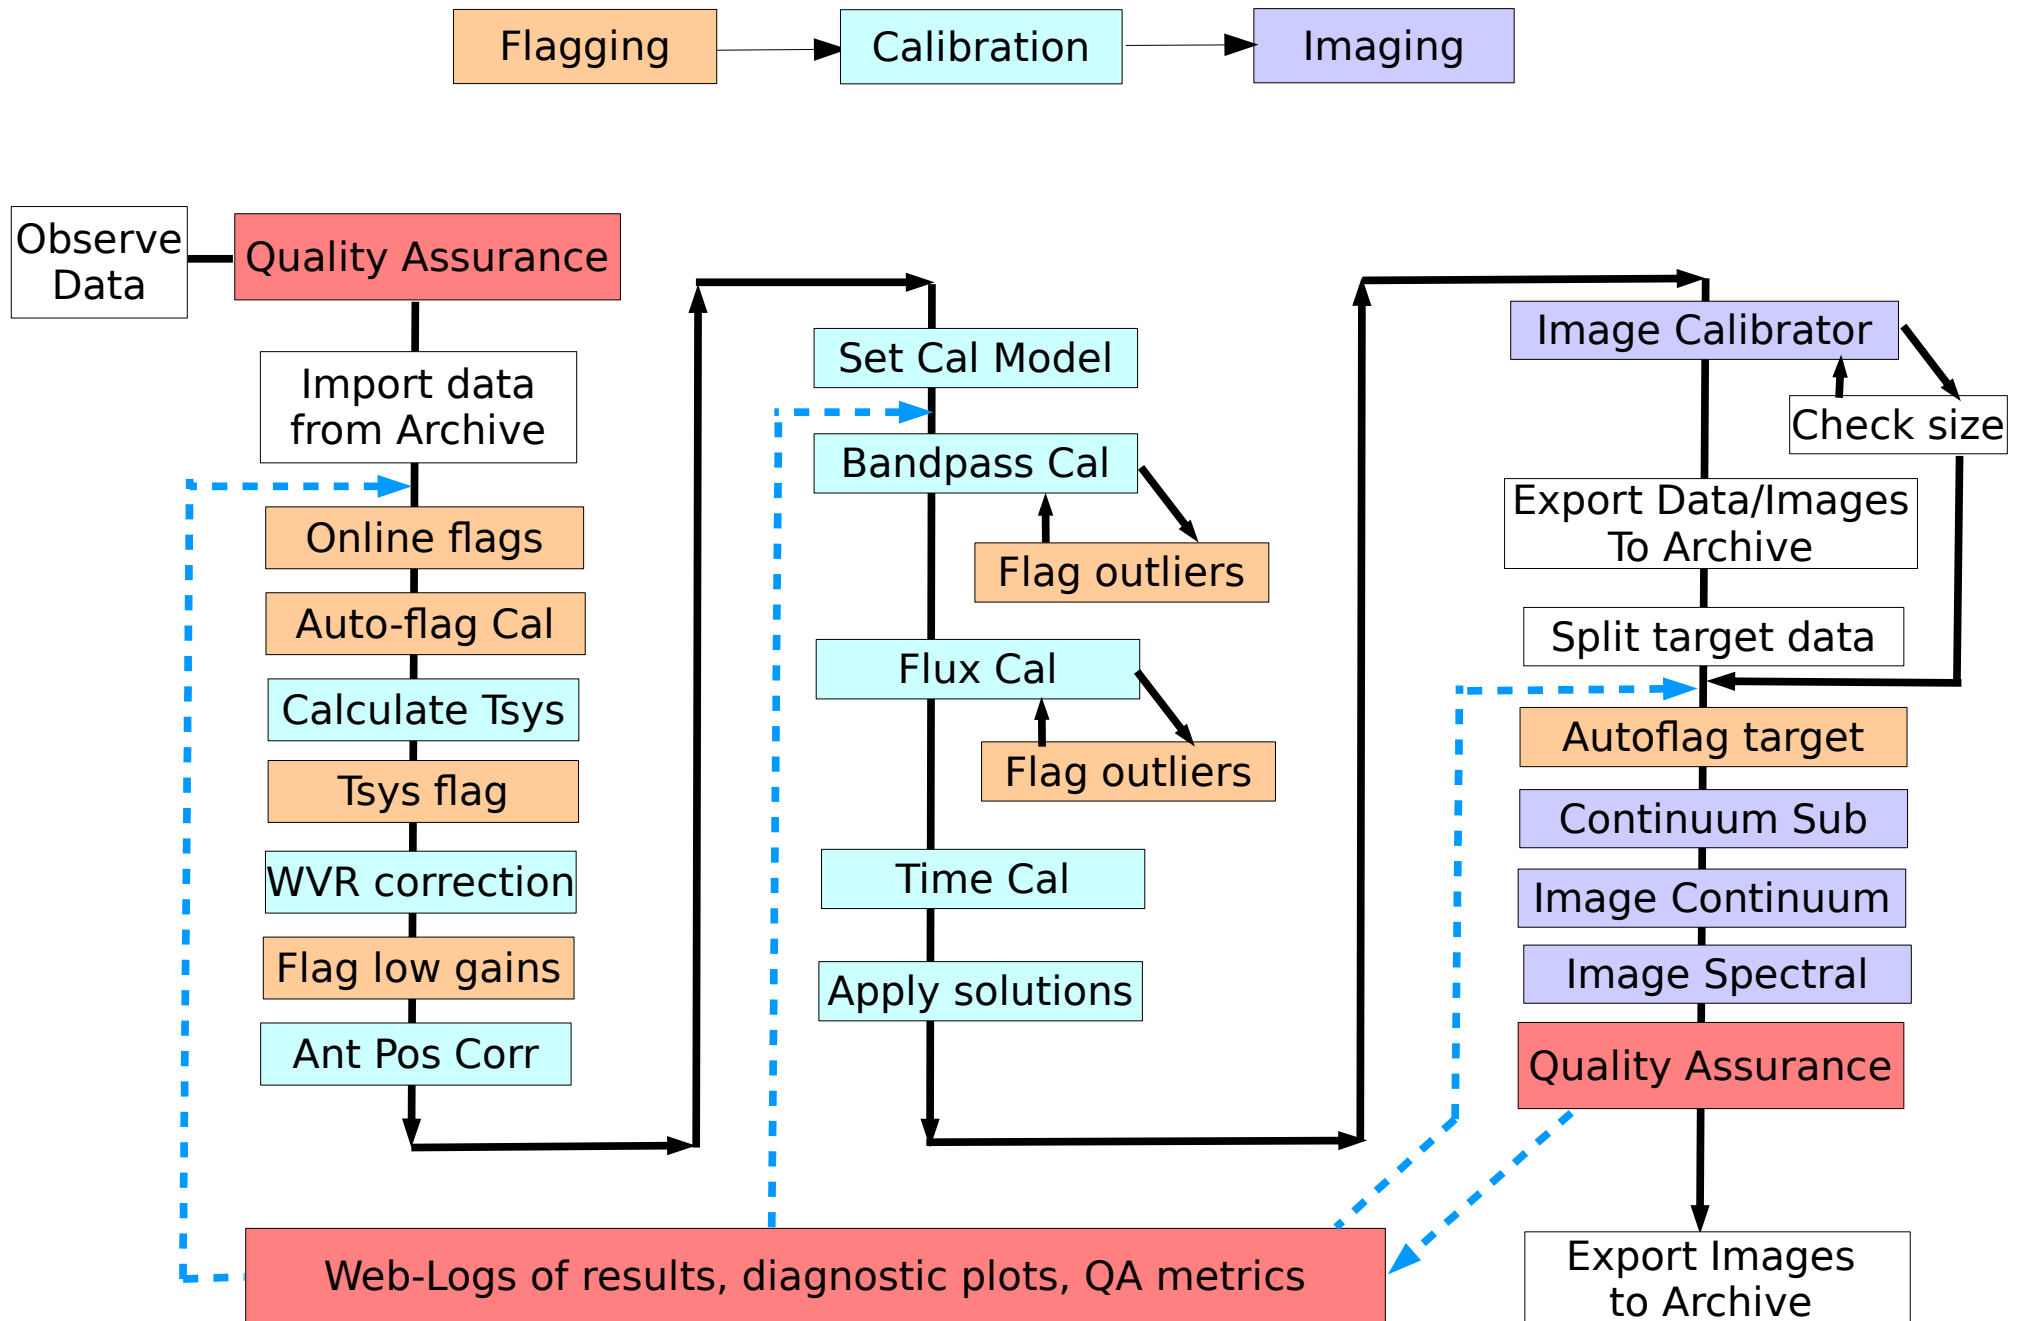 Flagging
Calibration
Imaging
Observe
Data
Quality Assurance
Import data
from Archive
Online flags
Auto-flag Cal
Calculate Tsys
Tsys flag
WVR correction
Flag low gains
Ant Pos Corr
Set Cal Model
Bandpass Cal
Flag outliers
Flux Cal
Flag outliers
Time Cal
Apply solutions
Image Calibrator
Check size
Export Data/Images
To Archive
Split target data
Autoflag target
Continuum Sub
Image Continuum
Image Spectral
Quality Assurance
Web-Logs of results, diagnostic plots, QA metrics
Export Images
to Archive